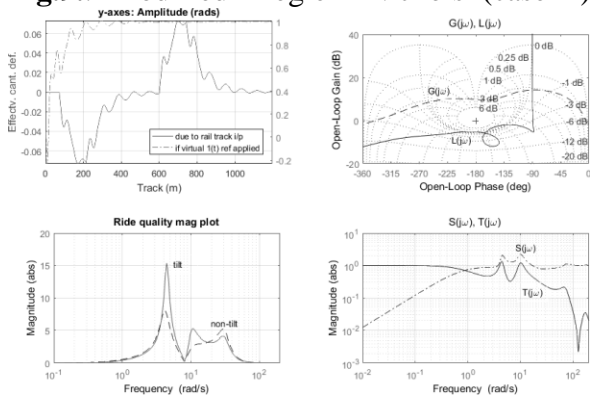 y-axes: Amplitude (rads)
Effectv. cant. def.
0.06
0.04
0.02
0
-0.02
-0.04
-0.06
1
0.8
0.6
0.4
0.2
0
-0.2
due to rail track i/p
if virtual 1(t) ref applied
0 200 400 600 800 1000 1200
Track (m)
G(jω), L(jω)
Open-Loop Gain (dB)
40
20
0
-20
0 dB
0.25 dB
0.5 dB
1 dB
3 dB
6 dB
-1 dB
-3 dB
-6 dB
-12 dB
-20 dB
G(jω)
L(jω)
-360 -315 -270 -225 -180 -135 -90 -45 0
Open-Loop Phase (deg)
Ride quality mag plot
Magnitude (abs)
20
15
10
5
0
tilt
non-tilt
10-1 100 101 102
Frequency (rad/s)
S(jω), T(jω)
Magnitude (abs)
101
100
10-1
10-2
10-3
S(jω)
T(jω)
10-2 100 102
Frequency (rad/s)